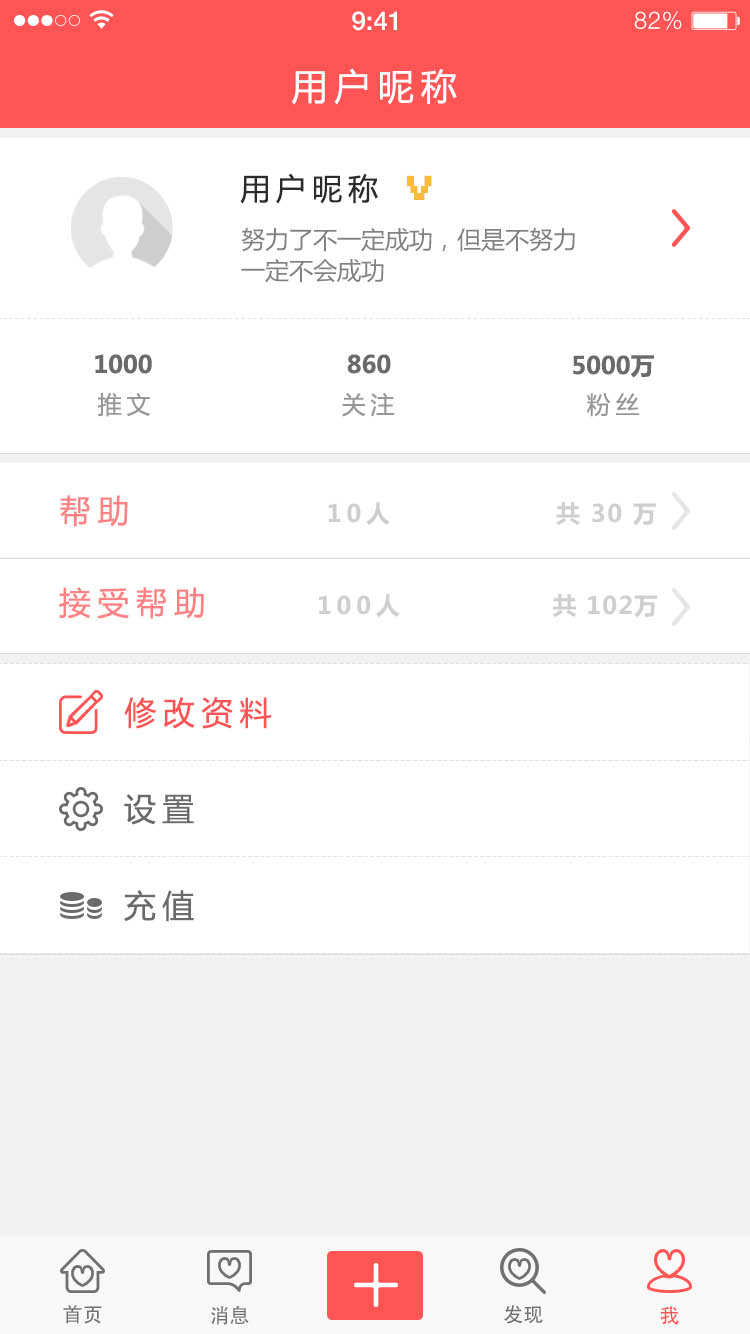 9:41
82%
用户昵称
用户昵称
努力了不一定成功，但是不努力
一定不会成功
1000
860
5000万
推文
关注
粉丝
帮助
10人
共 30 万
接受帮助
100人
共 102万
修改资料
设置
充值
首页
消息
发现
我